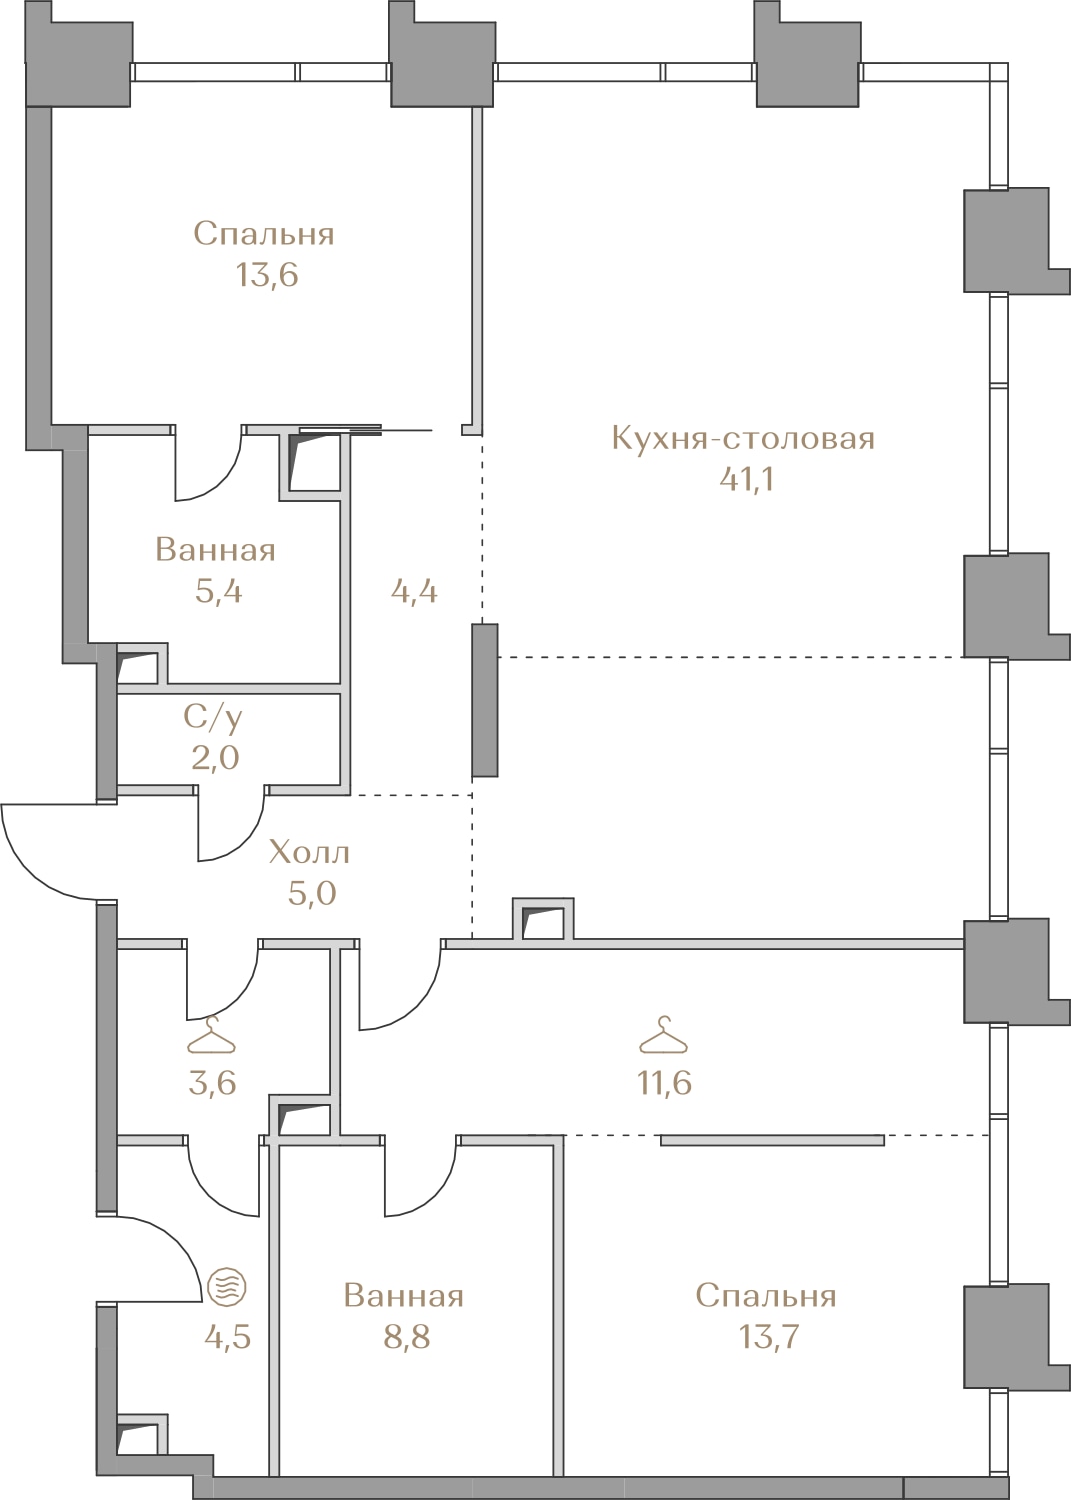 Спальня
13,6
Кухня-столовая
41,1
Ванная
5,4
4,4
С/у
2,0
Холл
5,0
3,6
11,6
Ванная
8,8
Спальня
13,7
4,5